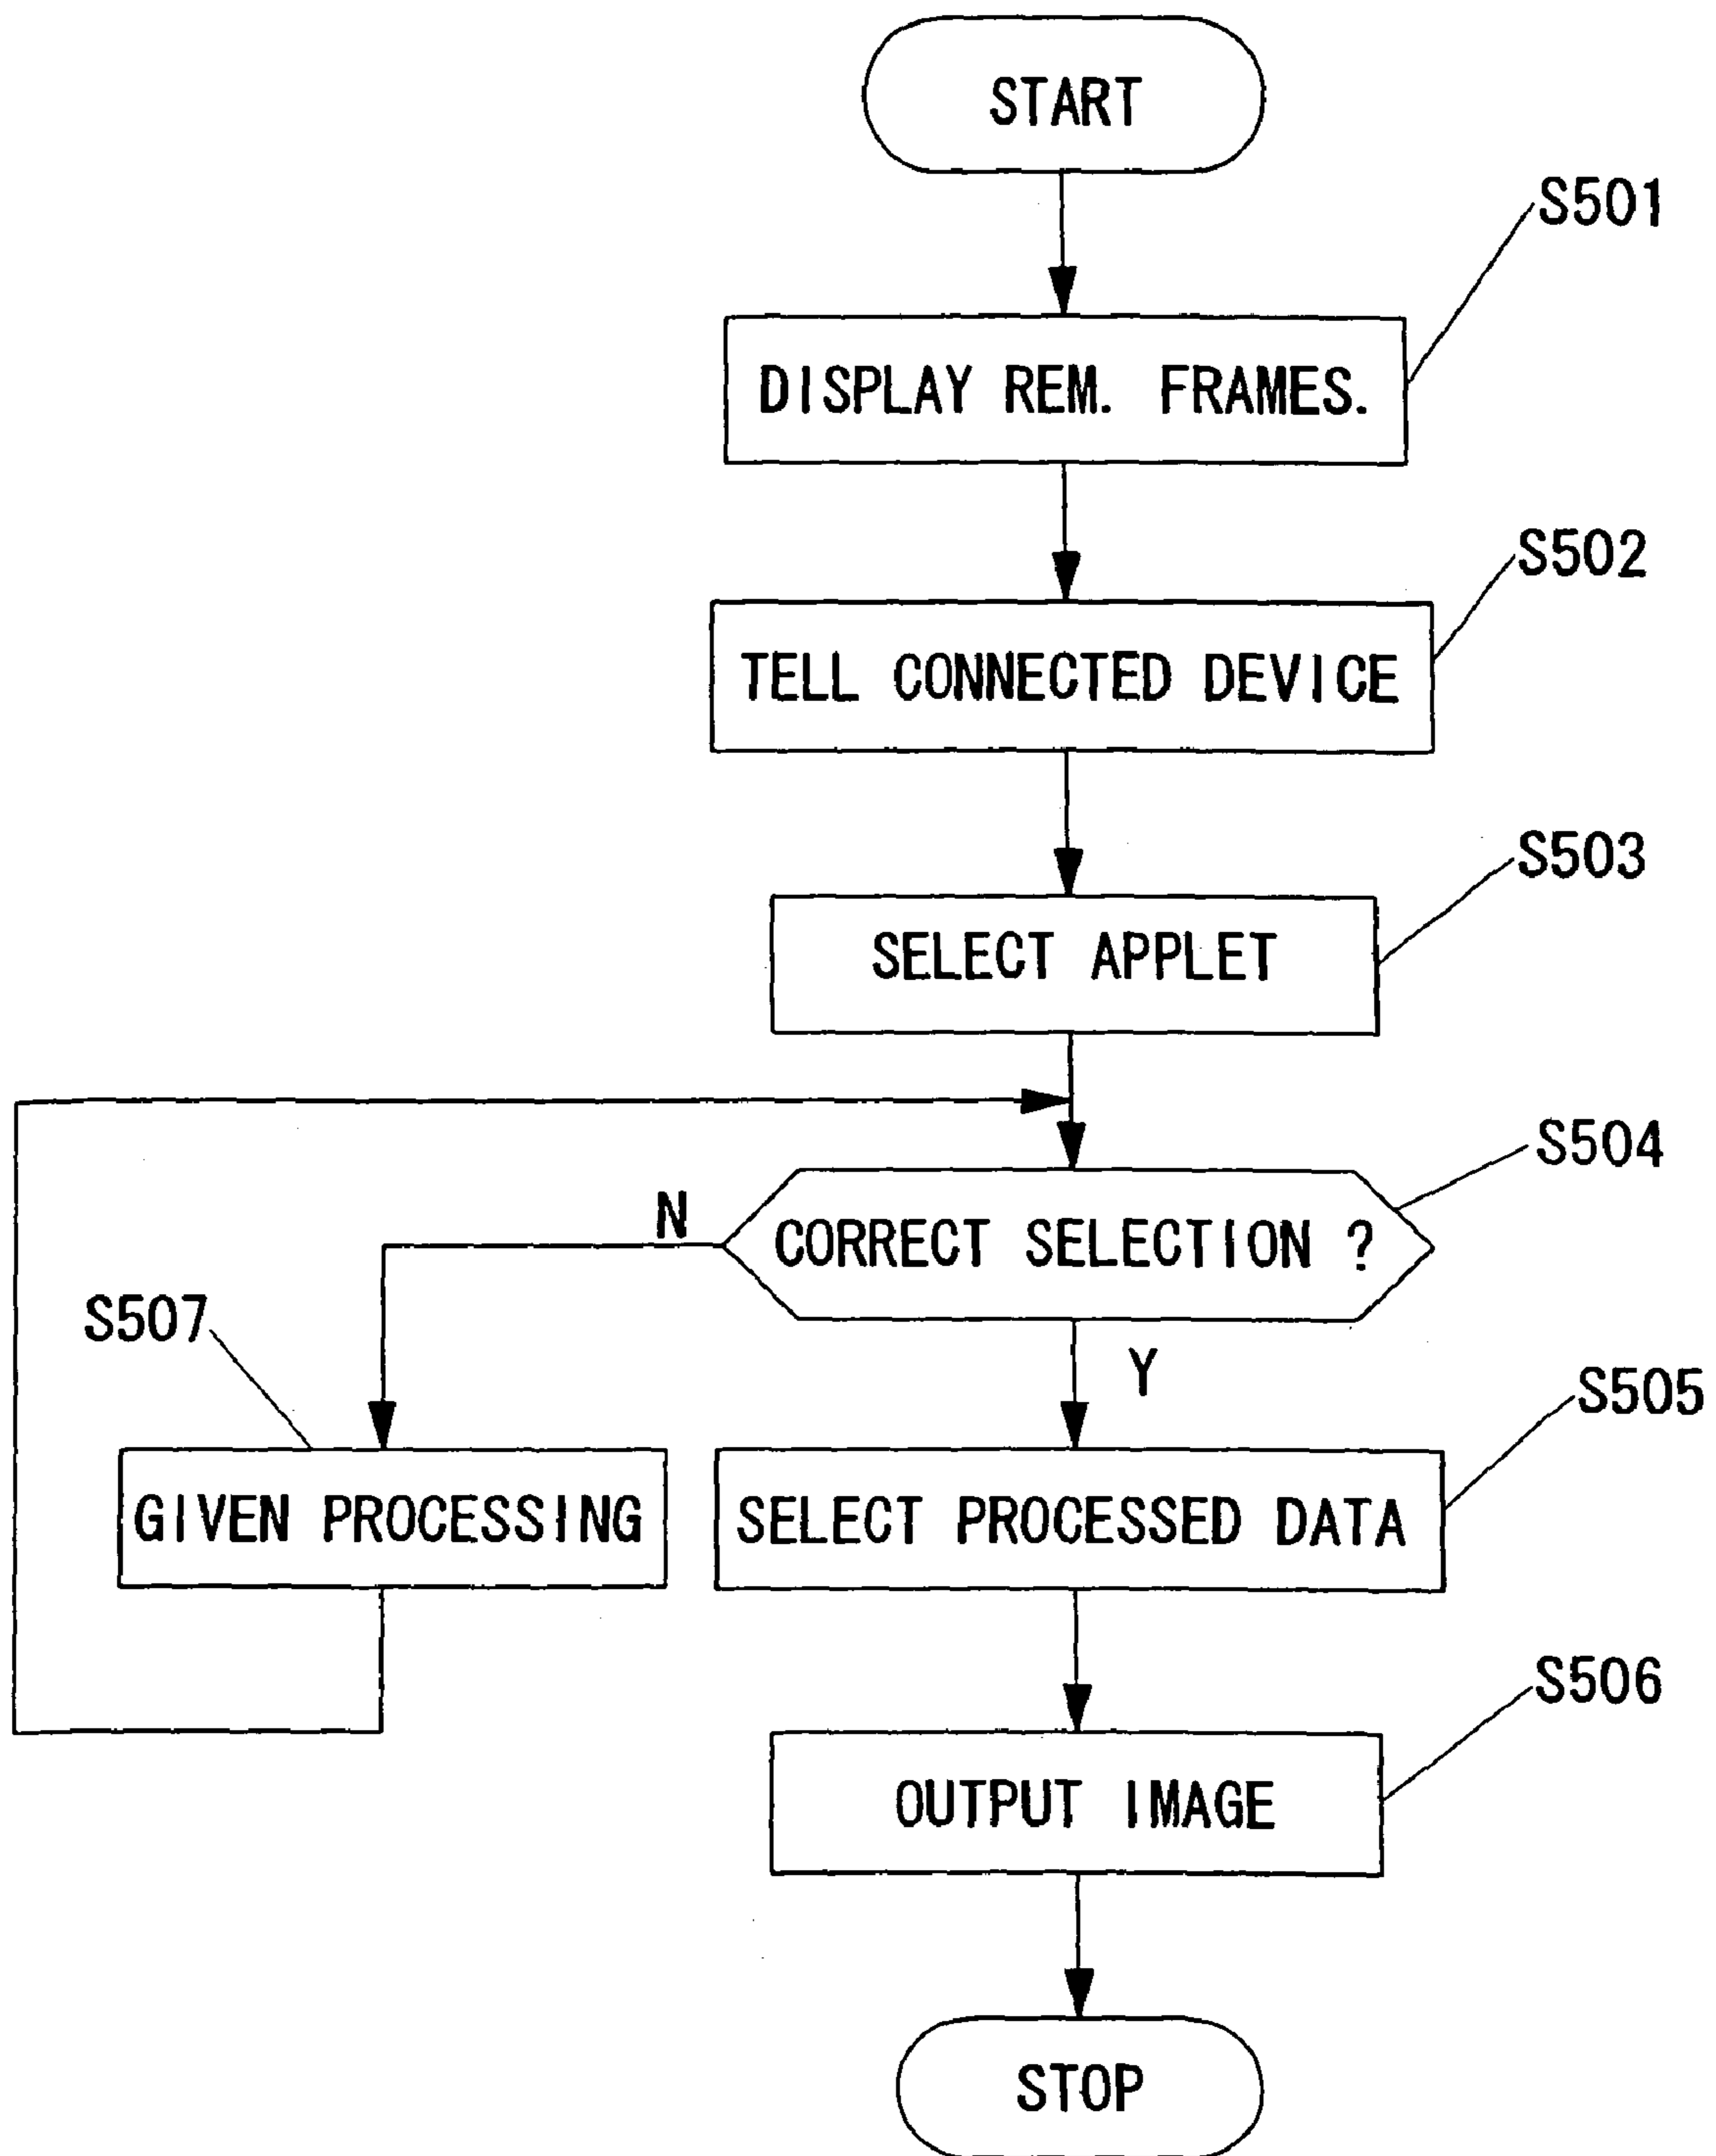 START
S501
DISPLAY REM. FRAMES.
S502
TELL CONNECTED DEVICE
S503
SELECT APPLET
S504
N
CORRECT SELECTION ?
S507
Y
S505
GIVEN PROCESSING
SELECT PROCESSED DATA
S506
OUTPUT IMAGE
STOP